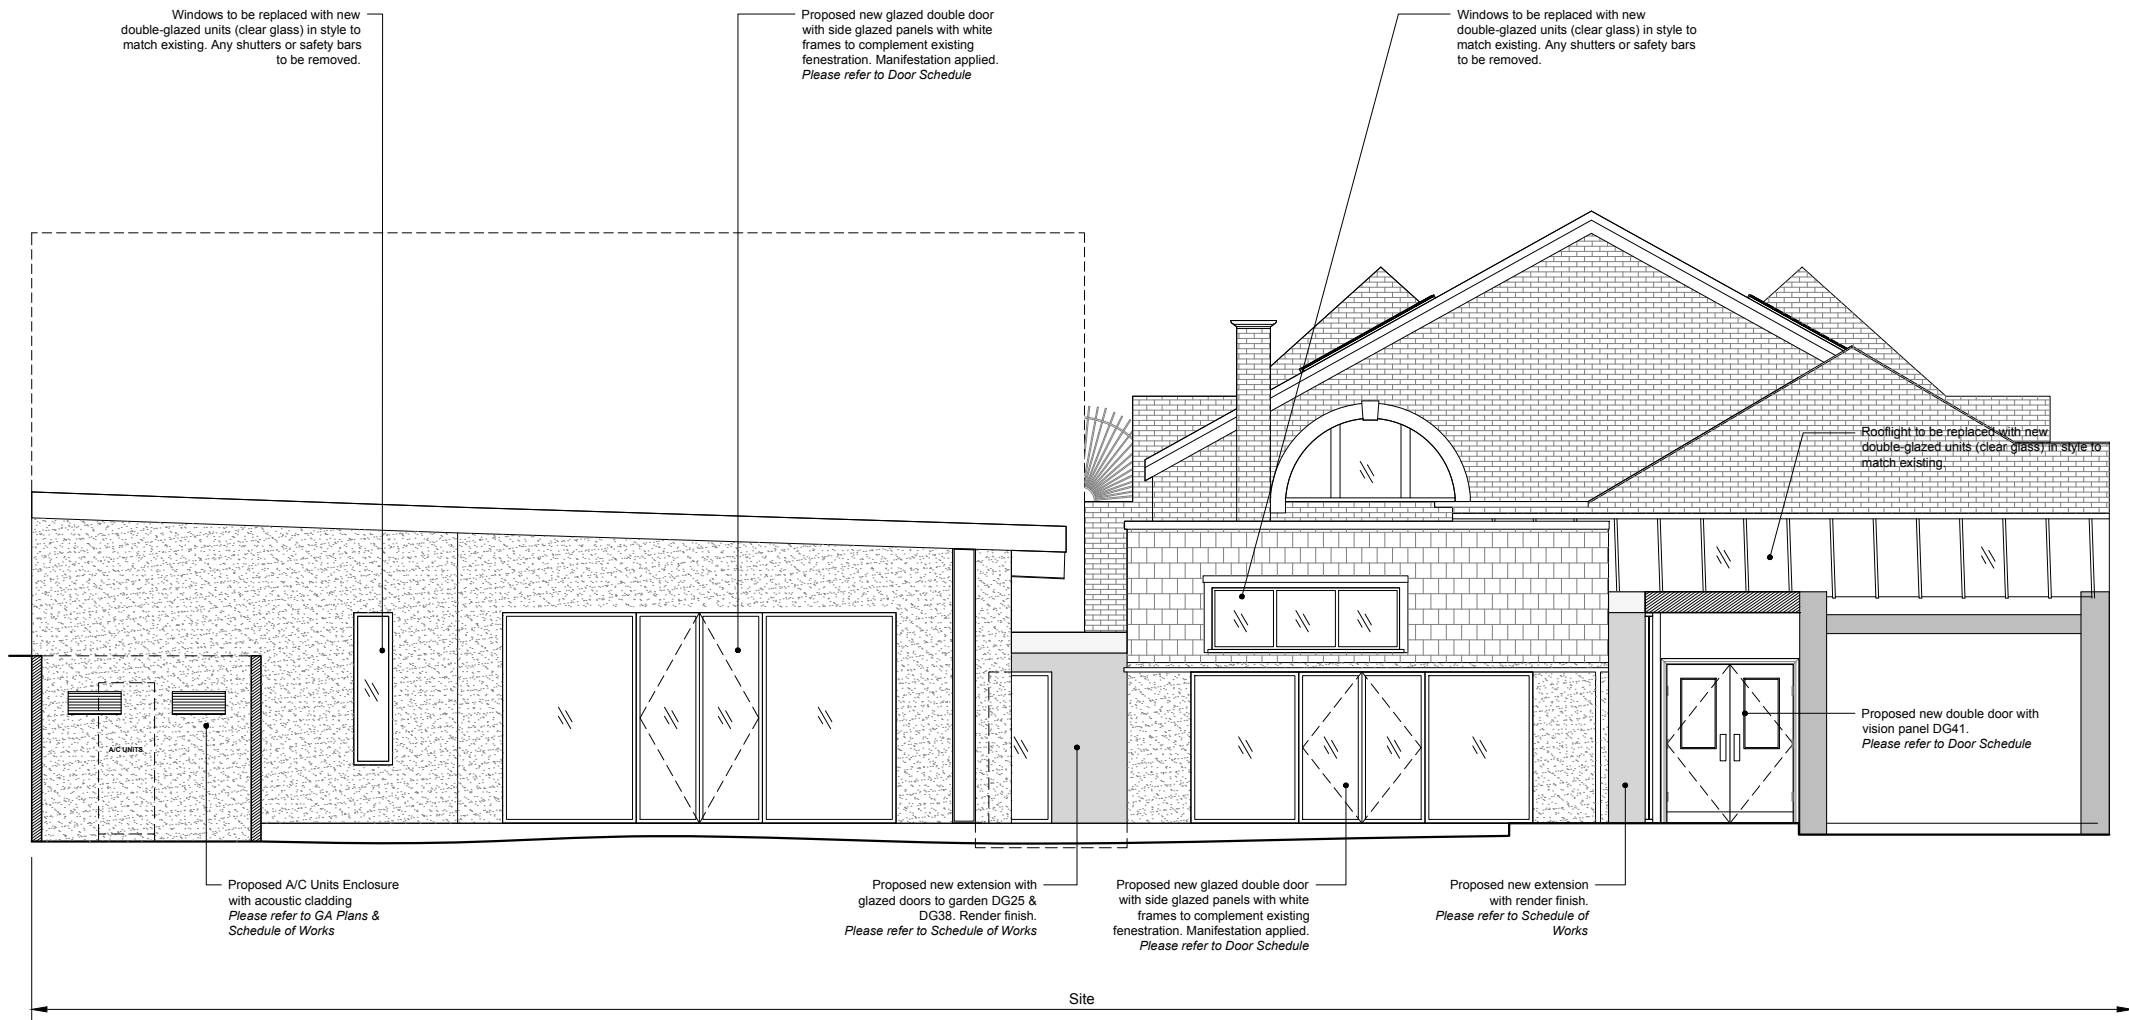 Windows to be replaced with new
double-glazed units (clear glass) in style to
match existing. Any shutters or safety bars
to be removed.
Proposed new glazed double door
with side glazed panels with white
frames to complement existing
fenestration. Manifestation applied.
Please refer to Door Schedule
Windows to be replaced with new
double-glazed units (clear glass) in style to
match existing. Any shutters or safety bars
to be removed.
Rooflight to be replaced with new
double-glazed units (clear glass) in style to
match existing
A/C UNITS
Proposed new double door with
vision panel DG41.
Please refer to Door Schedule
Proposed A/C Units Enclosure
with acoustic cladding
Please refer to GA Plans &
Schedule of Works
Proposed new extension with
glazed doors to garden DG25 &
DG38. Render finish.
Please refer to Schedule of Works
Proposed new glazed double door
with side glazed panels with white
frames to complement existing
fenestration. Manifestation applied.
Please refer to Door Schedule
Proposed new extension
with render finish.
Please refer to Schedule of
Works
Site